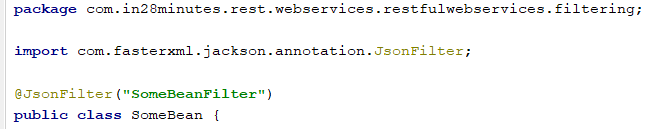 package com.in28minutes.rest.webservices.restfulwebservices.filtering;
import com.fasterxml.jackson.annotation.JsonFilter;
@JsonFilter("SomeBeanFilter")
public class SomeBean {